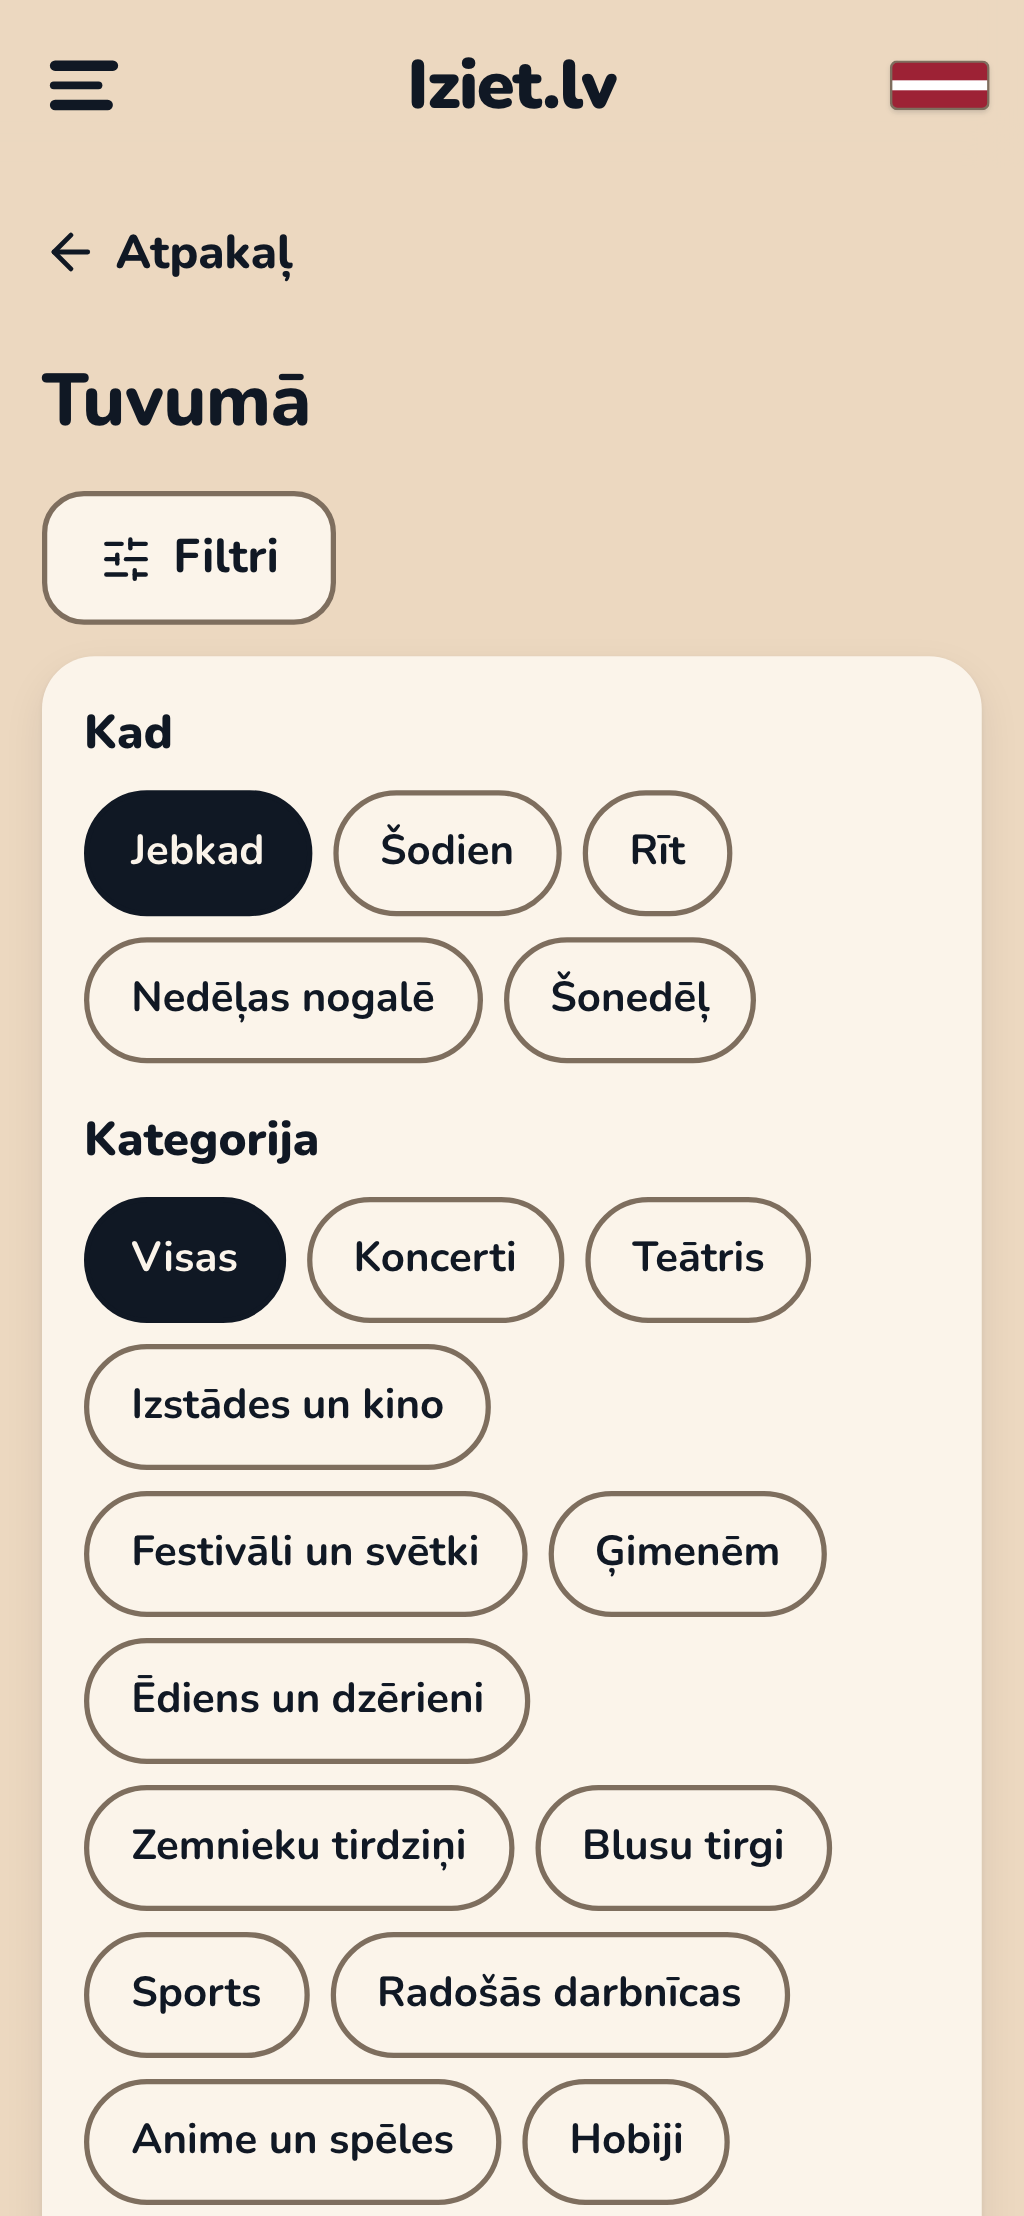 Iziet.lv
Atpakaļ
Tuvumā
Filtri
Kad
Jebkad Šodien Rīt
Nedēļas nogalē Šonedēļ
Kategorija
Visas Koncerti Teātris
Izstādes un kino
Festivāli un svētki Ģimenēm
Ēdiens un dzērieni
Zemnieku tirdziņi Blusu tirgi
Sports Radošās darbnīcas
Anime un spēles Hobiji